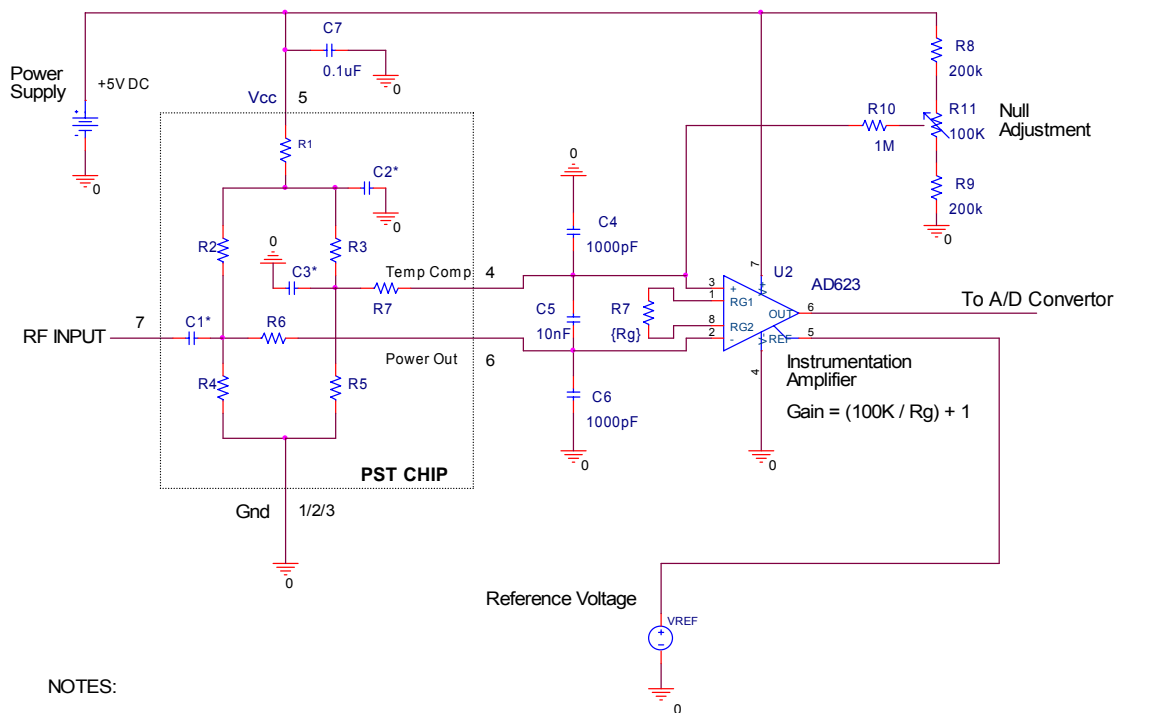 C7
0.1uF
0
Power
Supply
+5V DC
0
Vcc
5
R8
200k
R10
1M
R11
100K
Null
Adjustment
R9
200k
0
R1
C2*
0
R2
R3
0
C3*
Temp Comp
4
R7
0
C4
1000pF
C5
10nF
RF INPUT
7
C1*
R6
Power Out
6
R4
R5
C6
1000pF
0
PST CHIP
Gnd
1/2/3
0
R7
{Rg}
3
1
8
2
+
RG1
RG2
-
7
U2
AD623
V+
OUT
6
REF
5
V-
4
0
To A/D Convertor
Instrumentation
Amplifier
Gain = (100K / Rg) + 1
Reference Voltage
VREF
+
-
0
NOTES: